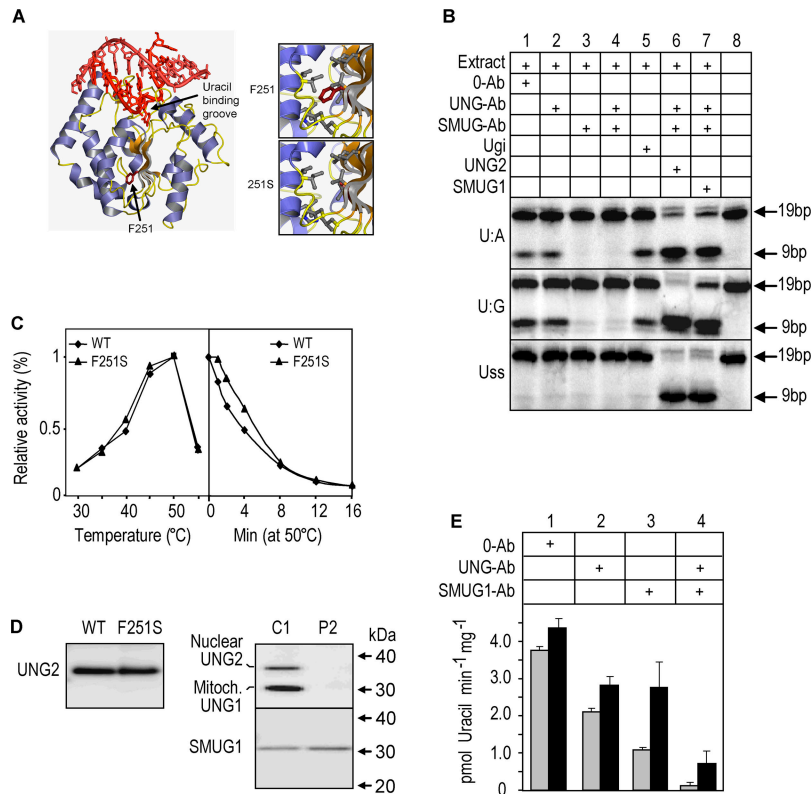 A
Uracil
binding
groove
F251
F251
251S
B
1 2 3 4 5 6 7 8
Extract + + + + + + +
0-Ab +
UNG-Ab + + + +
SMUG-Ab + + + +
Ugi +
UNG2 +
SMUG1 +
U:A
19bp
9bp
U:G
19bp
9bp
Uss
19bp
9bp
C
Relative activity (%)
1
0.5
0
WT
F251S
WT
F251S
30 40 50 60
0 4 8 12 16
Temperature (°C)
Min (at 50°C)
D
WT F251S
UNG2
C1 P2 kDa
Nuclear
UNG2
Mitoch.
UNG1
40
30
SMUG1
40
30
20
E
1 2 3 4
0-Ab +
UNG-Ab + +
SMUG1-Ab + +
pmol Uracil min⁻¹mg⁻¹
4.0
3.0
2.0
1.0
0